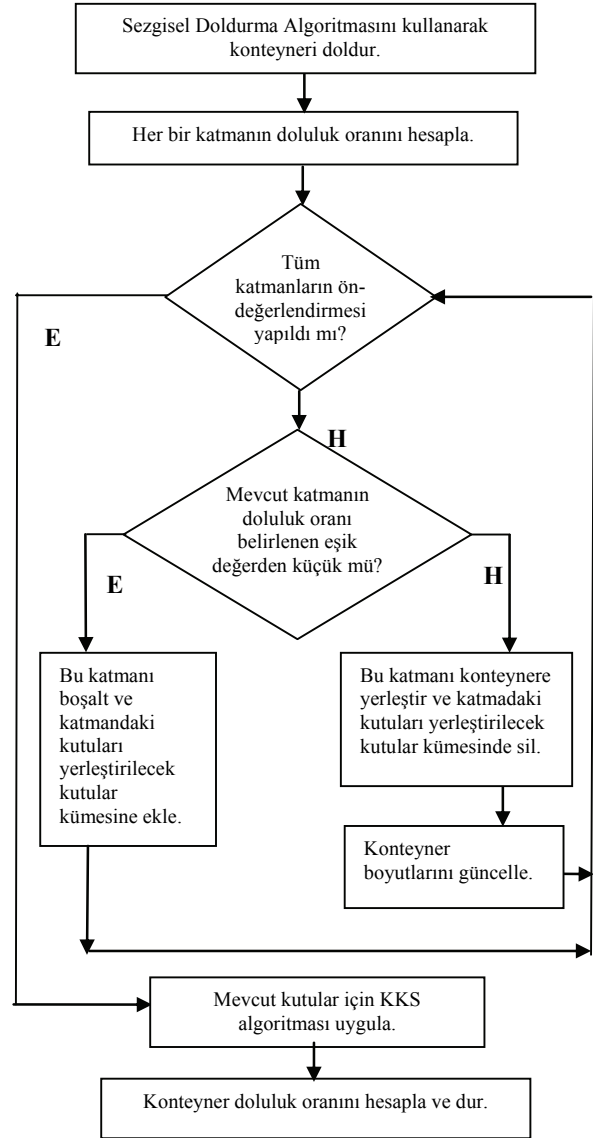 Sezgisel Doldurma Algoritmasını kullanarak
konteyneri doldur.
Her bir katmanın doluluk oranını hesapla.
Tüm
katmanların ön-
değerlendirmesi
yapıldı mı?
E
H
Mevcut katmanın
doluluk oranı
belirlenen eşik
değerden küçük mü?
E
H
Bu katmanı
boşalt ve
katmandaki
kutuları
yerleştirilecek
kutular
kümesine ekle.
Bu katmanı konteynere
yerleştir ve katmadaki
kutuları yerleştirilecek
kutular kümesinde sil.
Konteyner
boyutlarını güncelle.
Mevcut kutular için KKS
algoritması uygula.
Konteyner doluluk oranını hesapla ve dur.